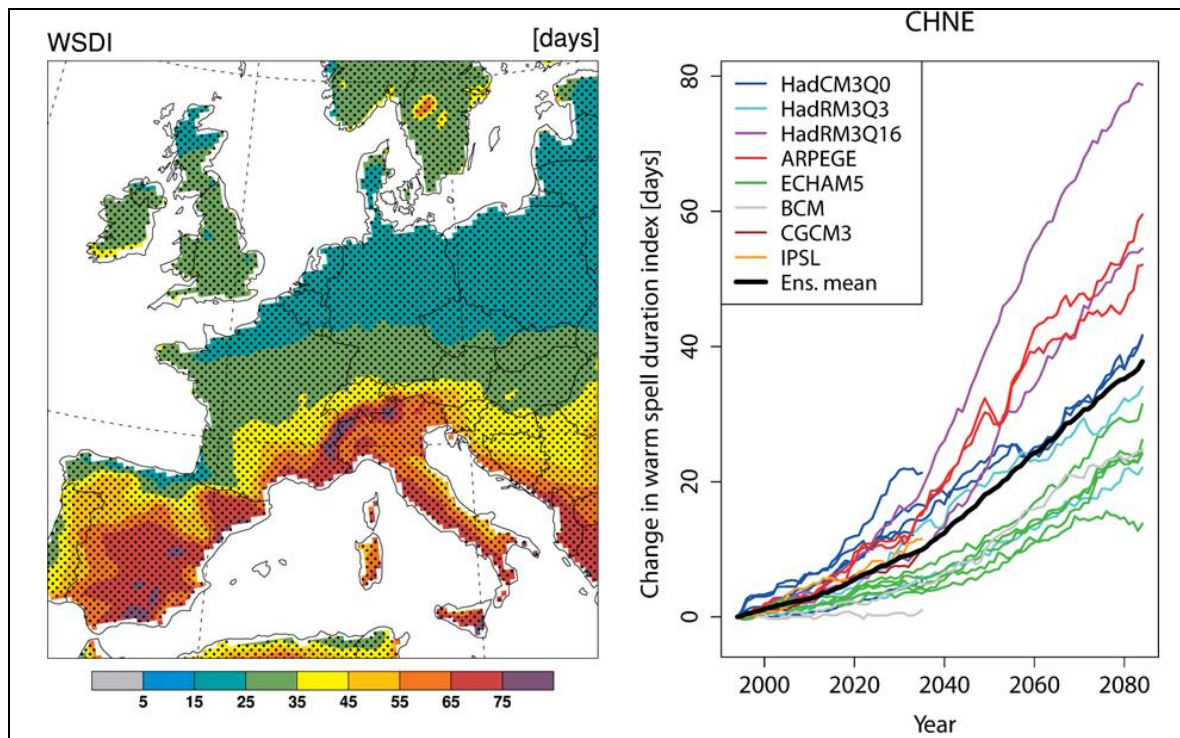 WSDI [days]
5 15 25 35 45 55 65 75
CHNE
Change in warm spell duration index [days]
80
60
40
20
0
HadCM3Q0
HadRM3Q3
HadRM3Q16
ARPEGE
ECHAM5
BCM
CGCM3
IPSL
Ens. mean
2000 2020 2040 2060 2080
Year